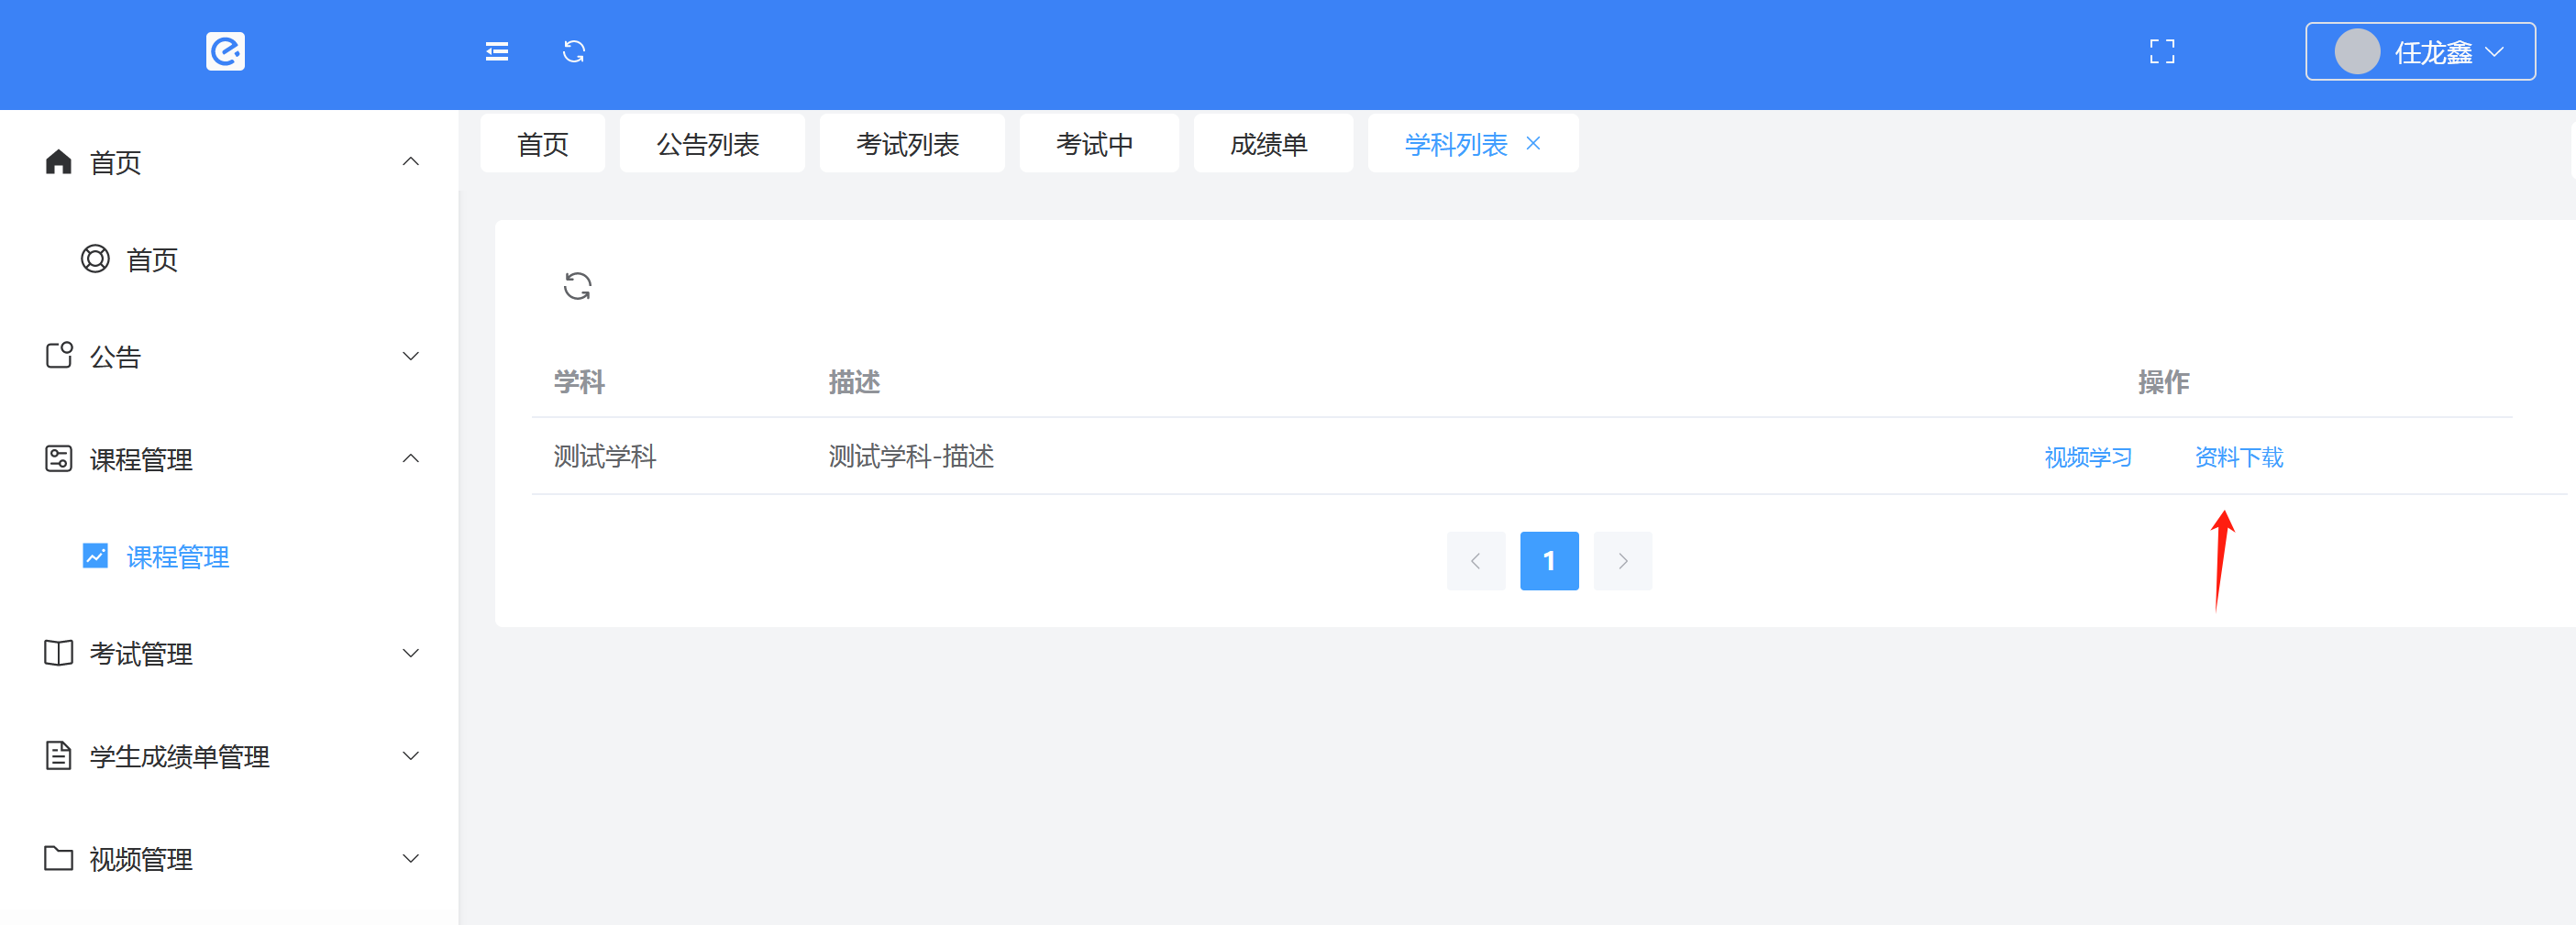 任龙鑫
首页
首页
公告
课程管理
课程管理
考试管理
学生成绩单管理
视频管理
首页 公告列表 考试列表 考试中 成绩单 学科列表
学科 描述 操作
测试学科 测试学科-描述 视频学习 资料下载
1